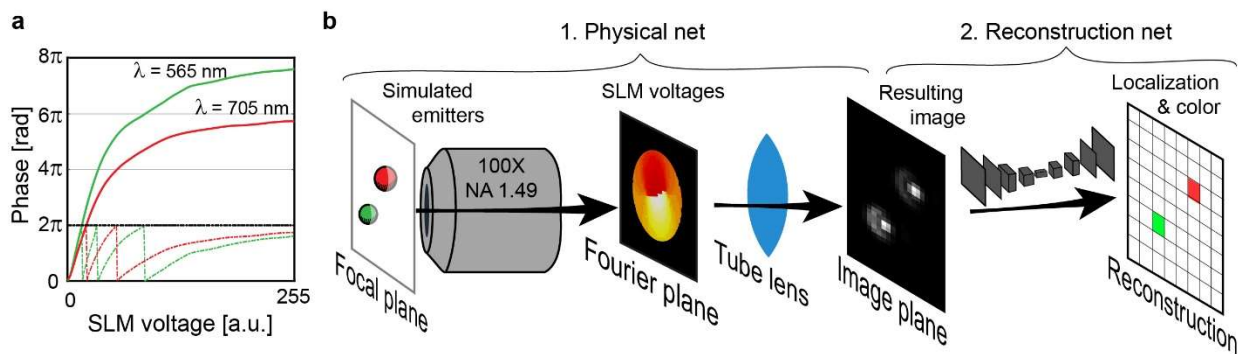 a
8π
6π
4π
2π
0
Phase [rad]
λ = 565 nm
λ = 705 nm
0
255
SLM voltage [a.u.]
b
1. Physical net
2. Reconstruction net
Simulated
emitters
100X
NA 1.49
Focal plane
SLM voltages
Fourier plane
Tube lens
Resulting
image
Image plane
Localization
& color
Reconstruction